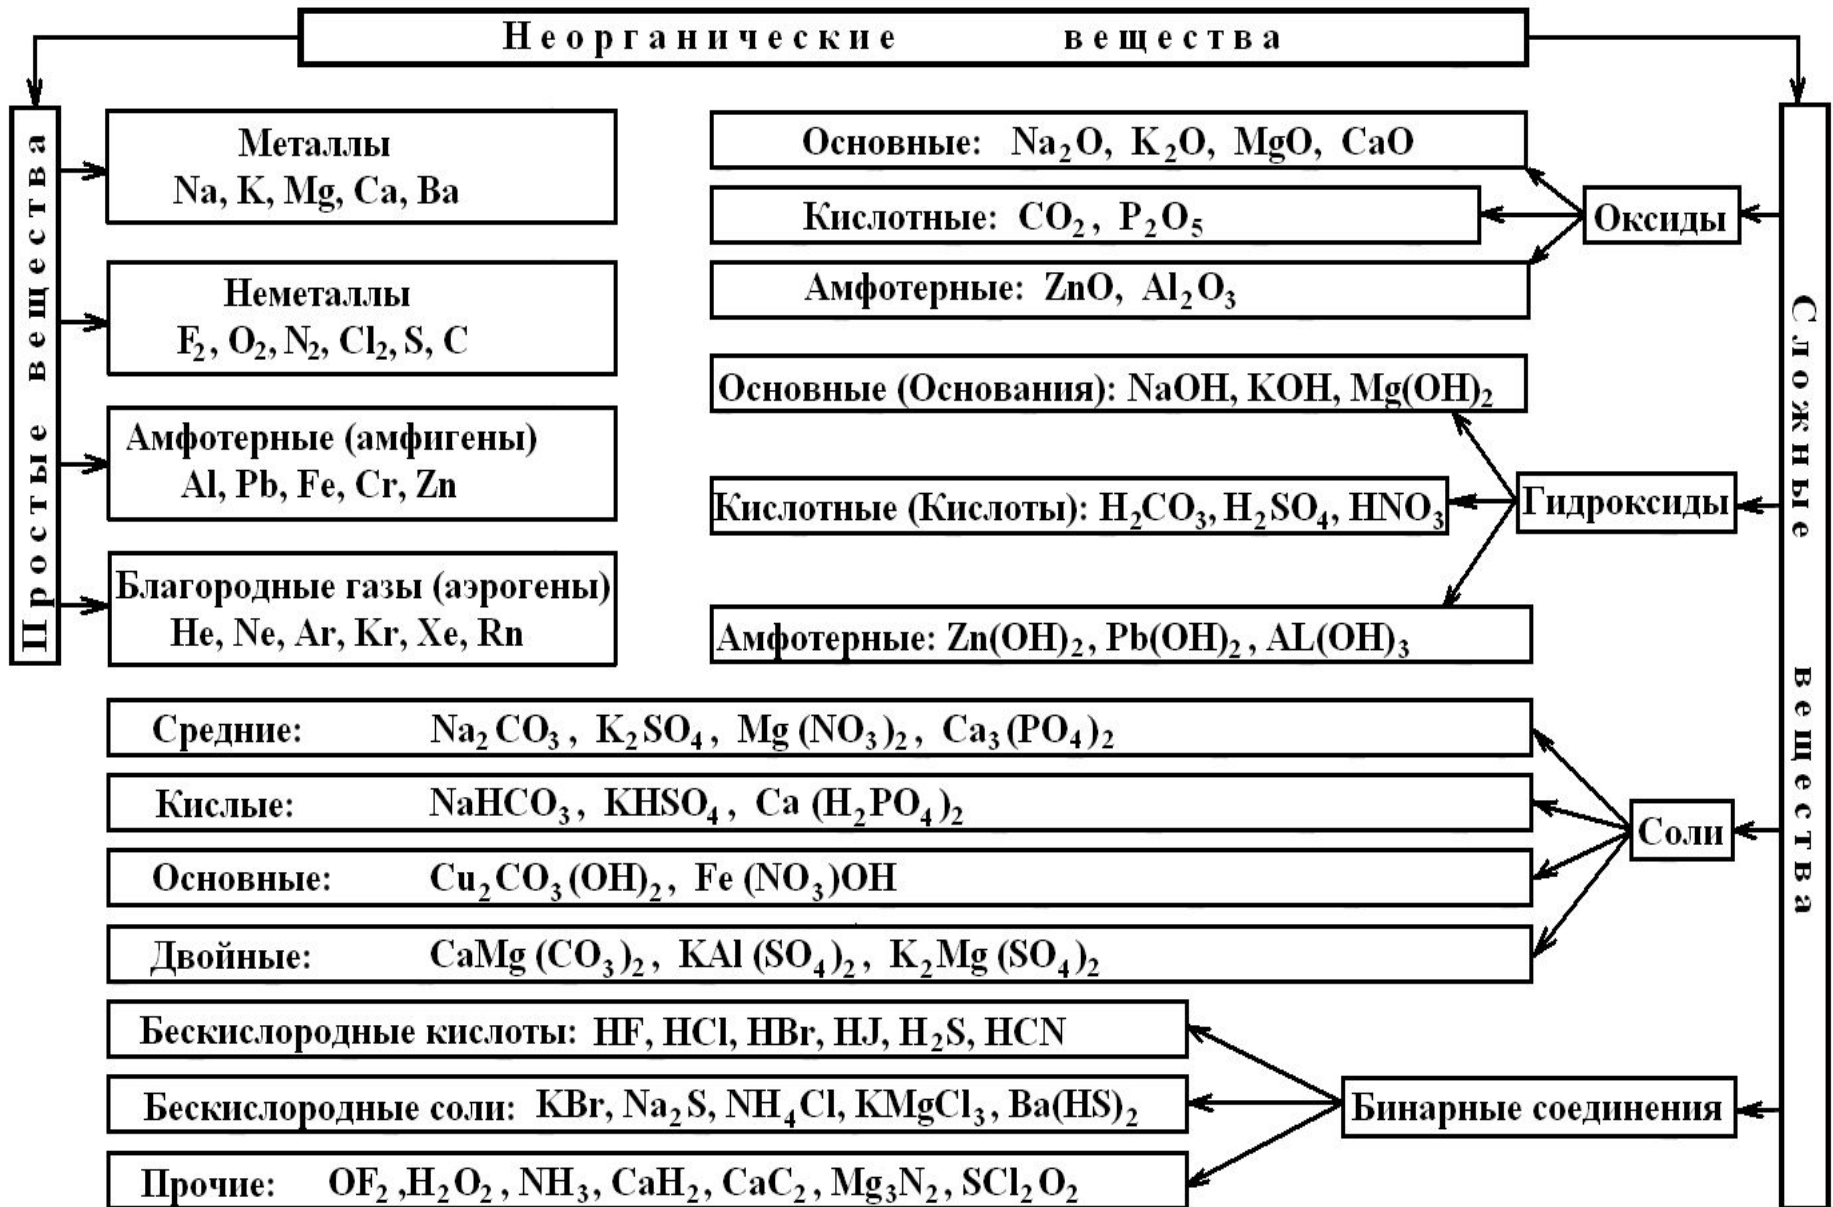 Неорганические вещества
Простые вещества
Металлы
Na, K, Mg, Ca, Ba
Неметаллы
F₂, O₂, N₂, Cl₂, S, C
Амфотерные (амфигены)
Al, Pb, Fe, Cr, Zn
Благородные газы (аэрогены)
He, Ne, Ar, Kr, Xe, Rn
Сложные вещества
Оксиды
Основные: Na₂O, K₂O, MgO, CaO
Кислотные: CO₂, P₂O₅
Амфотерные: ZnO, Al₂O₃
Гидроксиды
Основные (Основания): NaOH, KOH, Mg(OH)₂
Кислотные (Кислоты): H₂CO₃, H₂SO₄, HNO₃
Амфотерные: Zn(OH)₂, Pb(OH)₂, AL(OH)₃
Соли
Средние: Na₂CO₃, K₂SO₄, Mg(NO₃)₂, Ca₃(PO₄)₂
Кислые: NaHCO₃, KHSO₄, Ca(H₂PO₄)₂
Основные: Cu₂CO₃(OH)₂, Fe(NO₃)OH
Двойные: CaMg(CO₃)₂, KAl(SO₄)₂, K₂Mg(SO₄)₂
Бинарные соединения
Бескислородные кислоты: HF, HCl, HBr, HJ, H₂S, HCN
Бескислородные соли: KBr, Na₂S, NH₄Cl, KMgCl₃, Ba(HS)₂
Прочие: OF₂, H₂O₂, NH₃, CaH₂, CaC₂, Mg₃N₂, SCl₂O₂